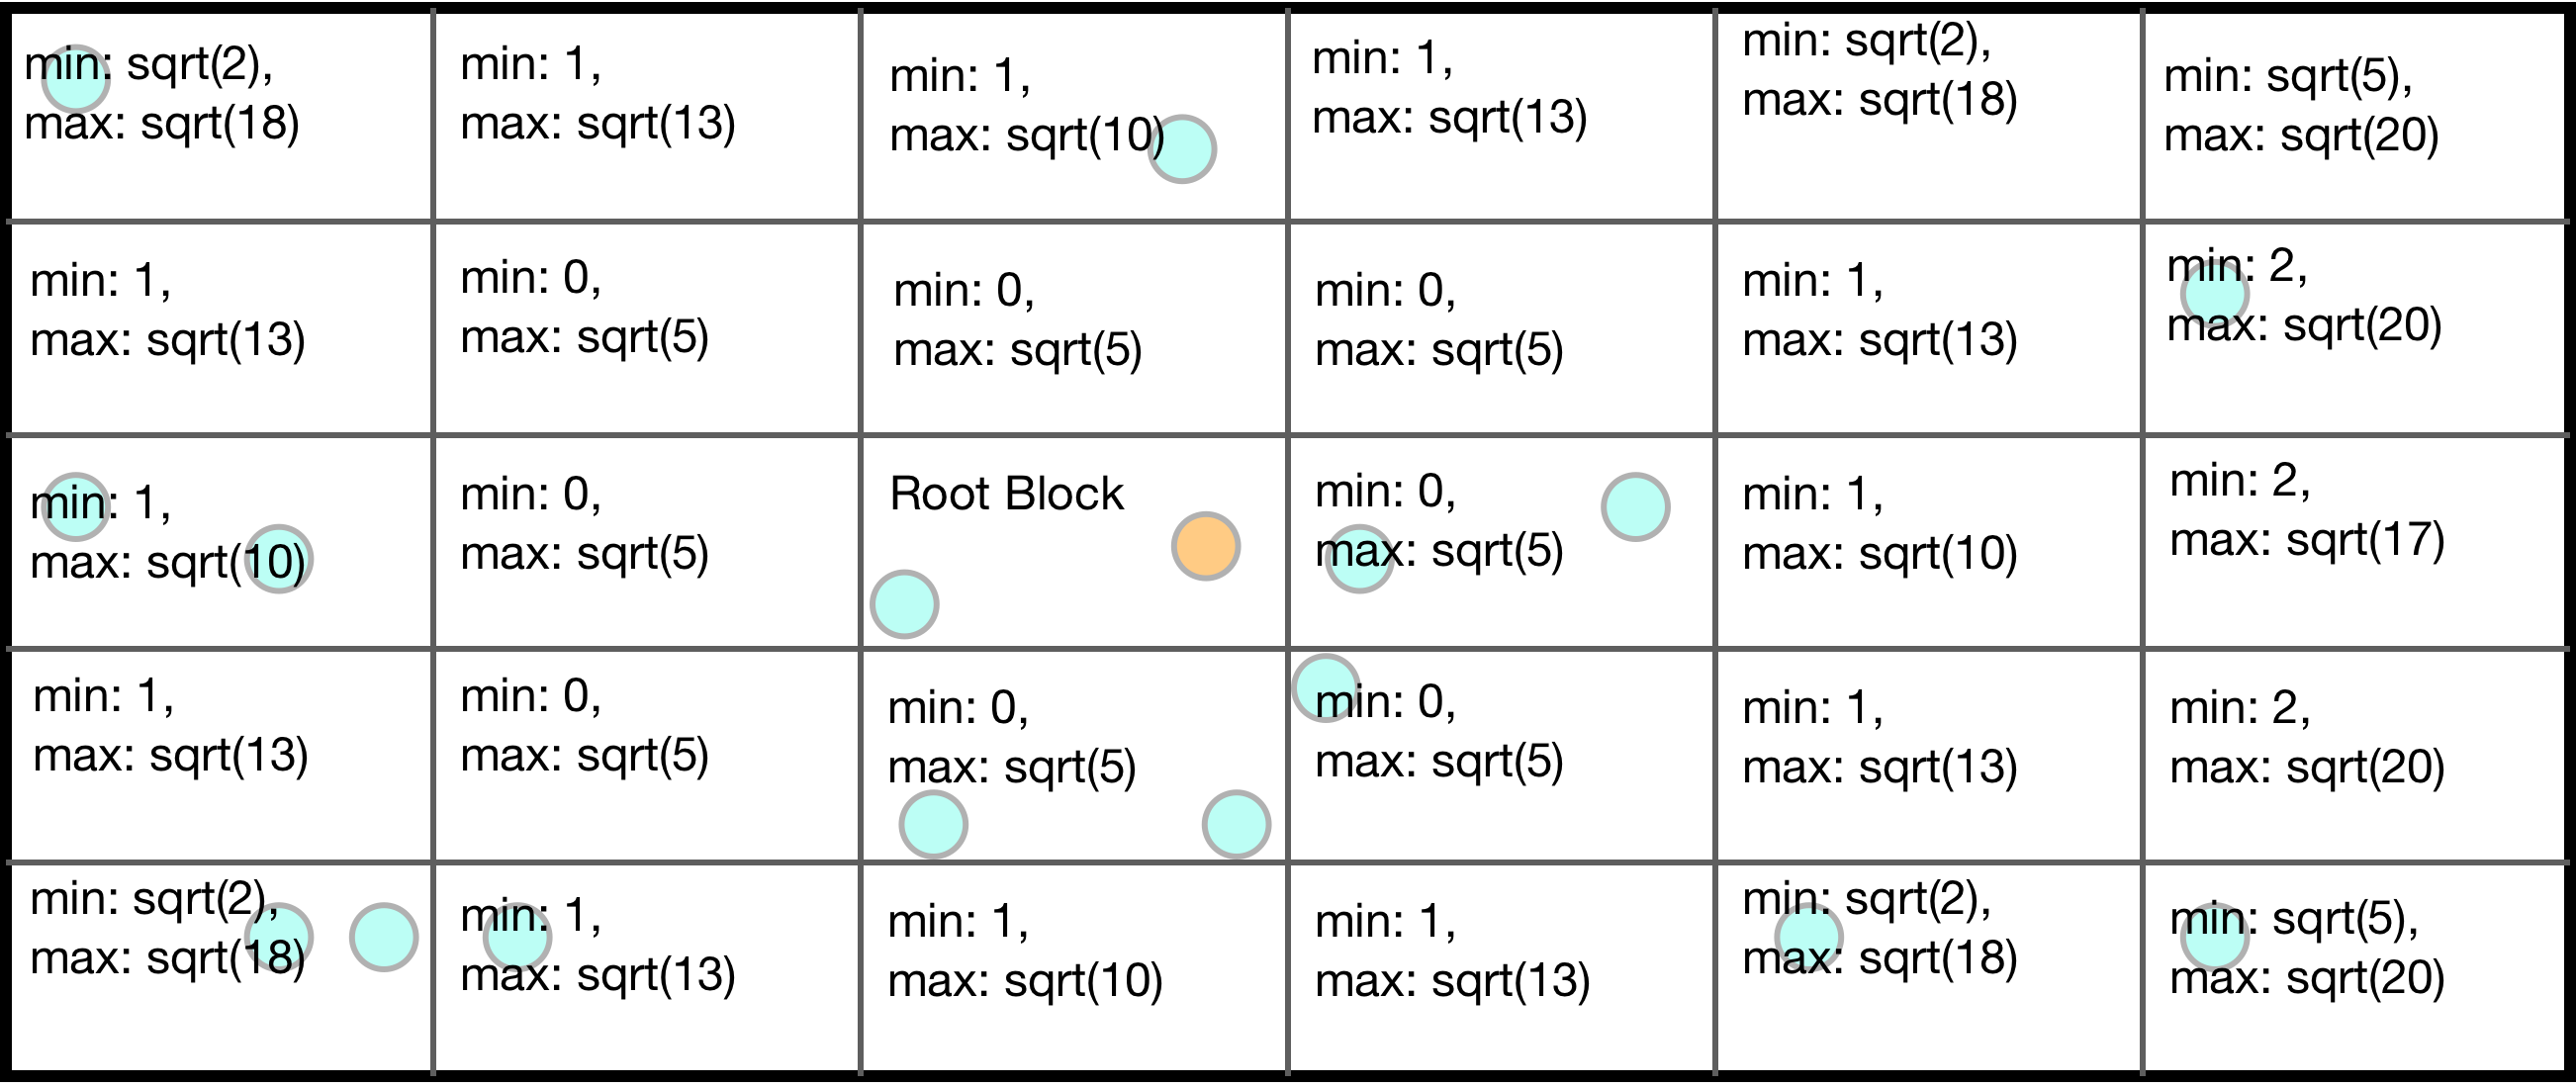 min: sqrt(2),
max: sqrt(18)
min: 1,
max: sqrt(13)
min: 1,
max: sqrt(10)
min: 1,
max: sqrt(13)
min: sqrt(2),
max: sqrt(18)
min: sqrt(5),
max: sqrt(20)
min: 1,
max: sqrt(13)
min: 0,
max: sqrt(5)
min: 0,
max: sqrt(5)
min: 0,
max: sqrt(5)
min: 1,
max: sqrt(13)
min: 2,
max: sqrt(20)
min: 1,
max: sqrt(10)
min: 0,
max: sqrt(5)
Root Block
min: 0,
max: sqrt(5)
min: 1,
max: sqrt(10)
min: 2,
max: sqrt(17)
min: 1,
max: sqrt(13)
min: 0,
max: sqrt(5)
min: 0,
max: sqrt(5)
min: 0,
max: sqrt(5)
min: 1,
max: sqrt(13)
min: 2,
max: sqrt(20)
min: sqrt(2),
max: sqrt(18)
min: 1,
max: sqrt(13)
min: 1,
max: sqrt(10)
min: 1,
max: sqrt(13)
min: sqrt(2),
max: sqrt(18)
min: sqrt(5),
max: sqrt(20)